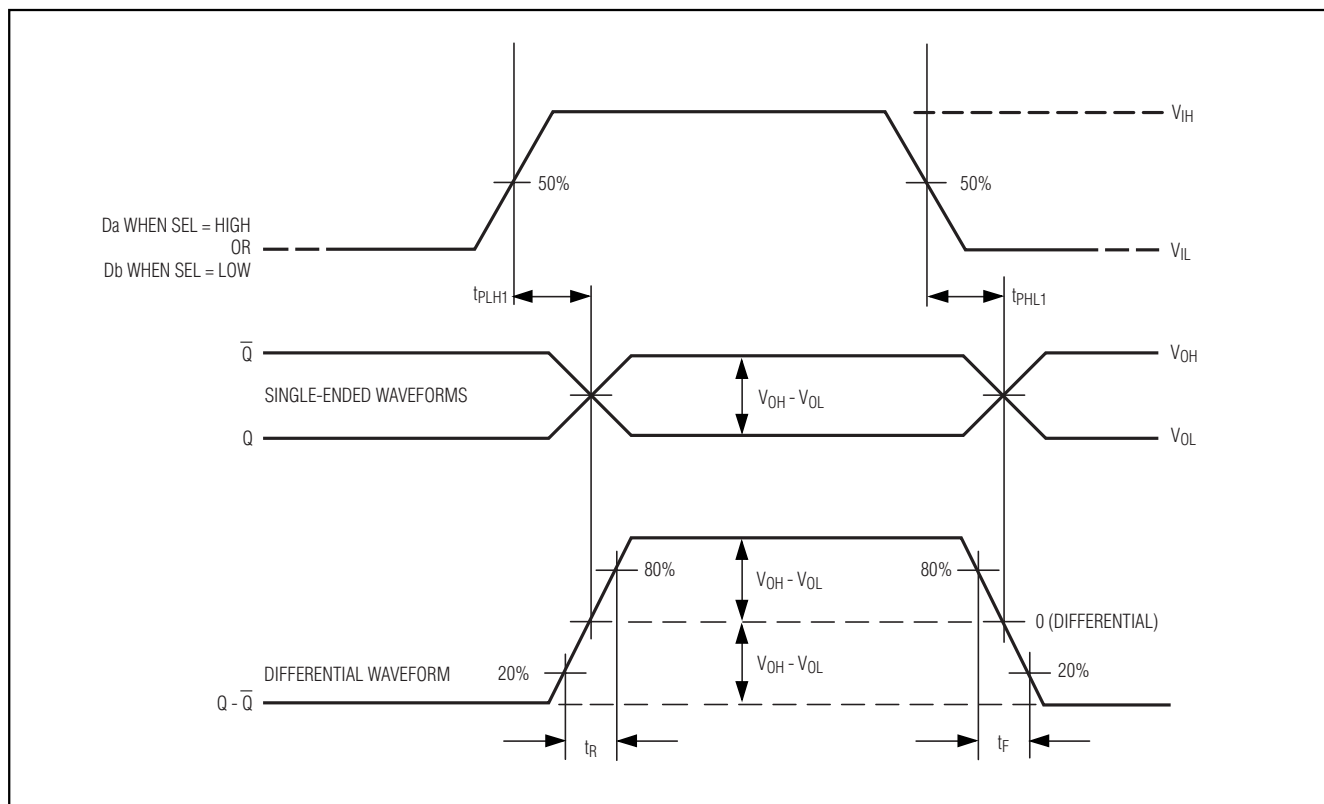 V_IH
50%
50%
Da WHEN SEL = HIGH
OR
Db WHEN SEL = LOW
V_IL
t_PLH1
t_PHL1
Q̅
V_OH
SINGLE-ENDED WAVEFORMS
V_OH - V_OL
Q
V_OL
80%
V_OH - V_OL
80%
0 (DIFFERENTIAL)
DIFFERENTIAL WAVEFORM
20%
V_OH - V_OL
20%
Q - Q̅
t_R
t_F